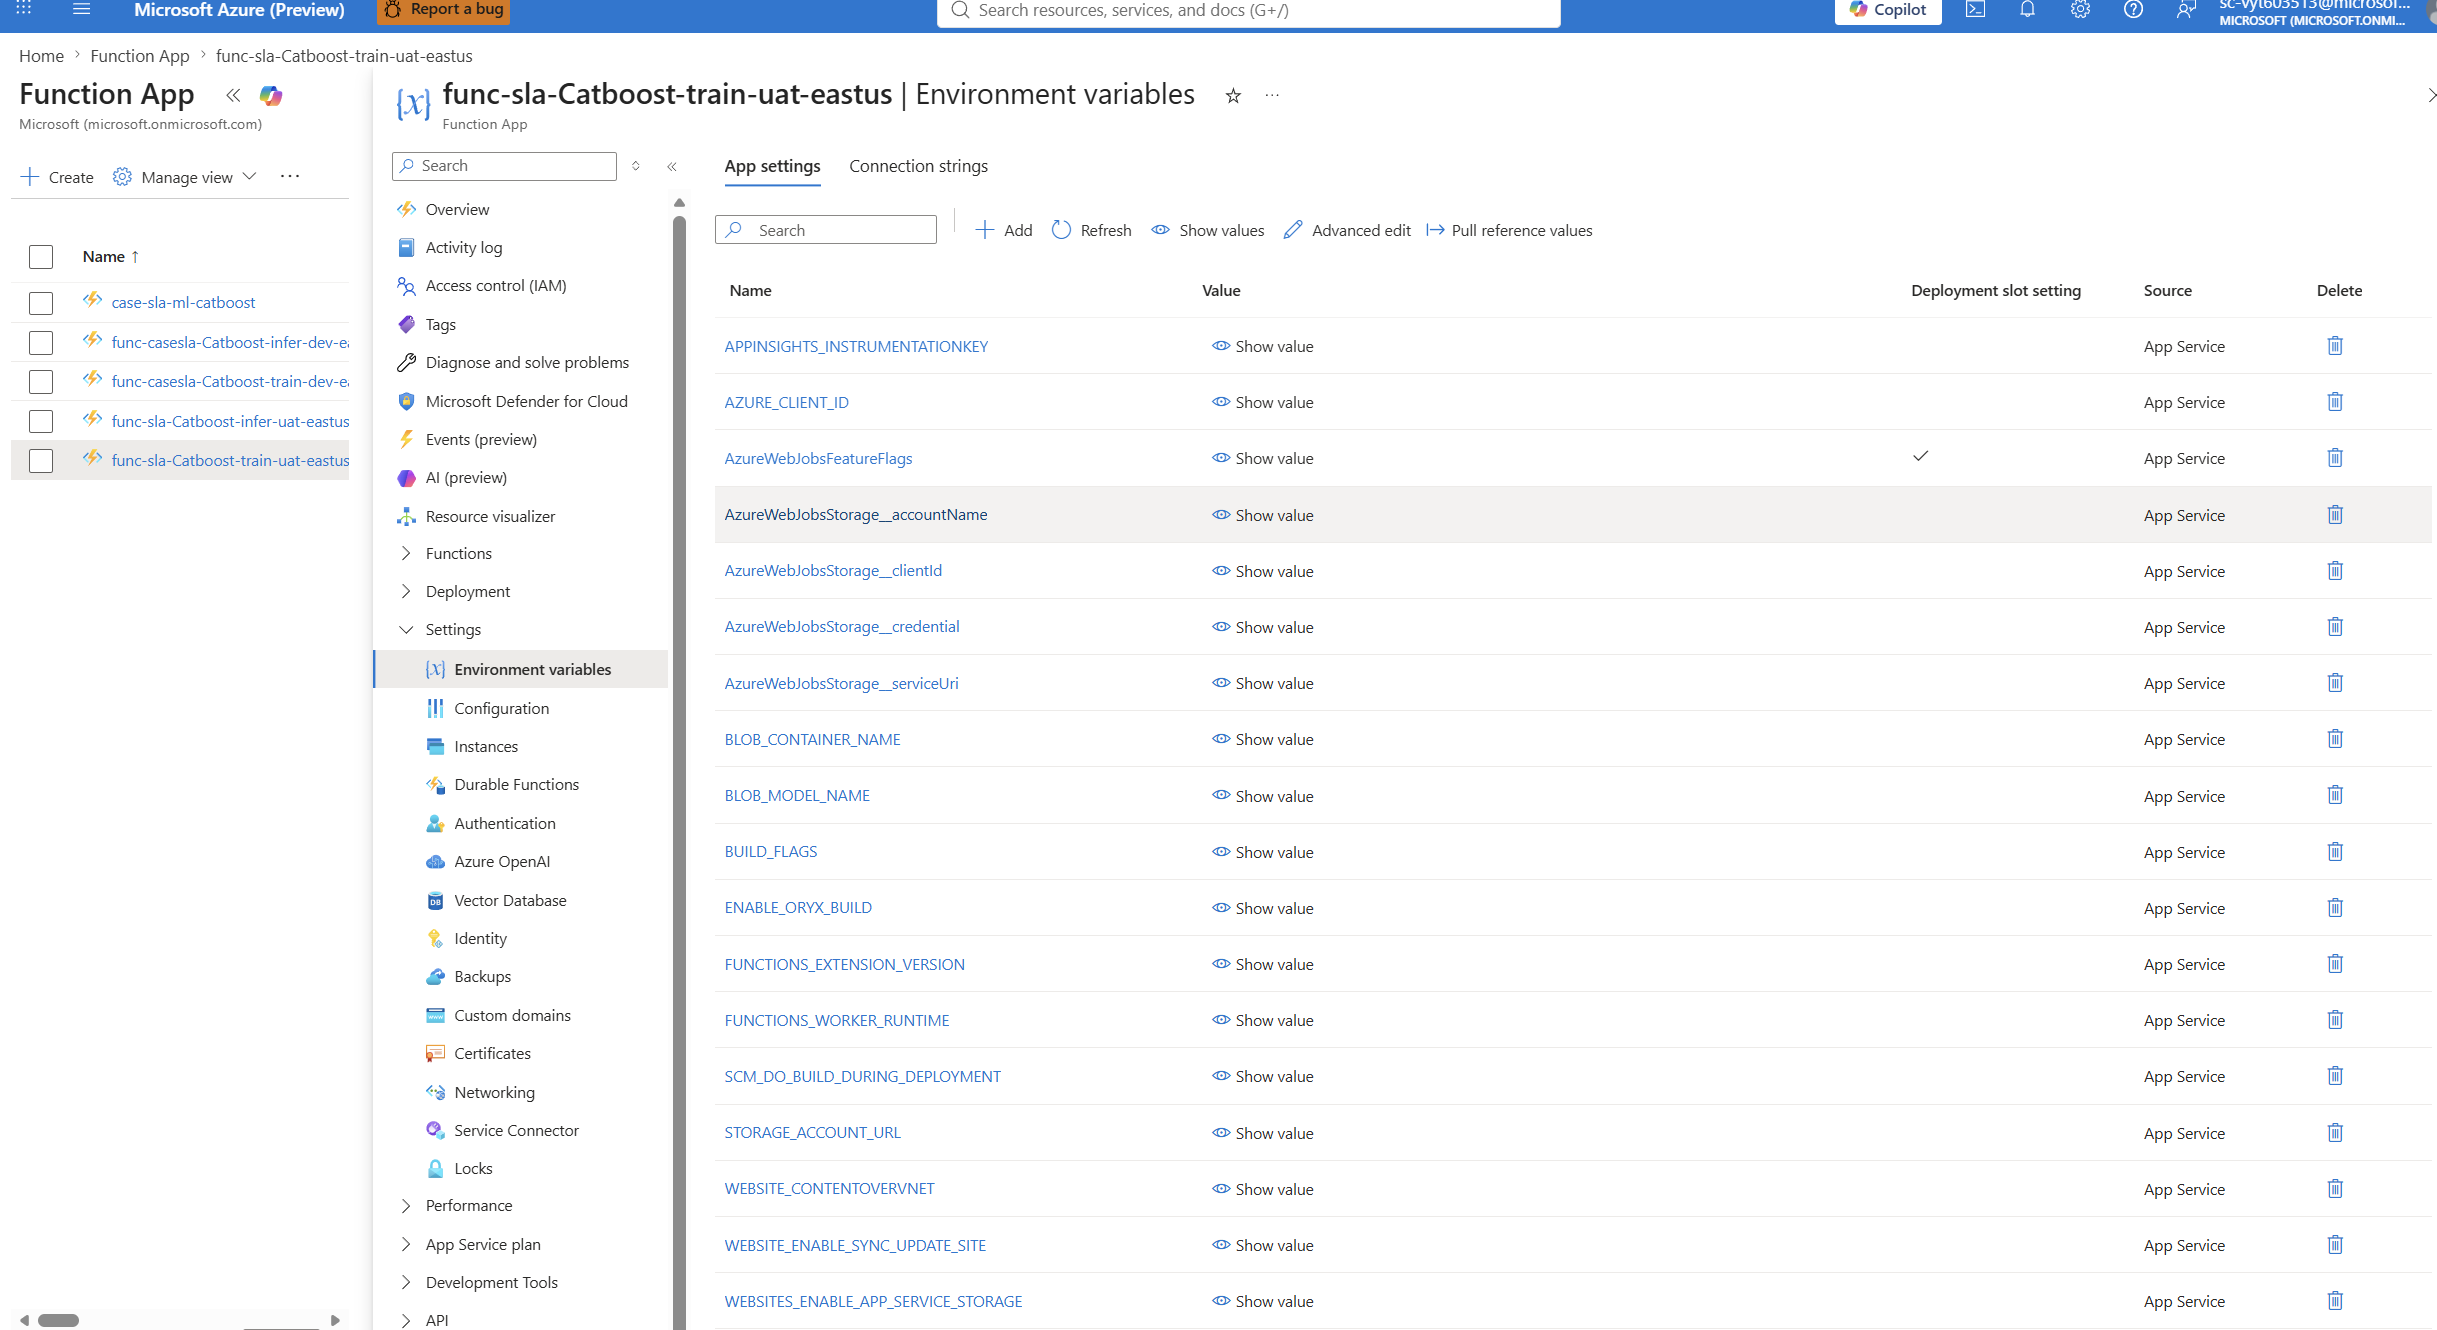 Microsoft Azure (Preview)
Report a bug
Search resources, services, and docs (G+/)
Copilot
MICROSOFT (MICROSOFT.ONMI...
Home > Function App > func-sla-Catboost-train-uat-eastus
Function App
Microsoft (microsoft.onmicrosoft.com)
Create
Manage view
Name ↑
case-sla-ml-catboost
func-casesla-Catboost-infer-dev-ea
func-casesla-Catboost-train-dev-ea
func-sla-Catboost-infer-uat-eastus
func-sla-Catboost-train-uat-eastus
func-sla-Catboost-train-uat-eastus | Environment variables
Function App
Search
Overview
Activity log
Access control (IAM)
Tags
Diagnose and solve problems
Microsoft Defender for Cloud
Events (preview)
AI (preview)
Resource visualizer
Functions
Deployment
Settings
Environment variables
Configuration
Instances
Durable Functions
Authentication
Azure OpenAI
Vector Database
Identity
Backups
Custom domains
Certificates
Networking
Service Connector
Locks
Performance
App Service plan
Development Tools
API
App settings
Connection strings
Search
Add
Refresh
Show values
Advanced edit
Pull reference values
Name Value Deployment slot setting Source Delete
APPINSIGHTS_INSTRUMENTATIONKEY Show value App Service
AZURE_CLIENT_ID Show value App Service
AzureWebJobsFeatureFlags Show value ✓ App Service
AzureWebJobsStorage__accountName Show value App Service
AzureWebJobsStorage__clientId Show value App Service
AzureWebJobsStorage__credential Show value App Service
AzureWebJobsStorage__serviceUri Show value App Service
BLOB_CONTAINER_NAME Show value App Service
BLOB_MODEL_NAME Show value App Service
BUILD_FLAGS Show value App Service
ENABLE_ORYX_BUILD Show value App Service
FUNCTIONS_EXTENSION_VERSION Show value App Service
FUNCTIONS_WORKER_RUNTIME Show value App Service
SCM_DO_BUILD_DURING_DEPLOYMENT Show value App Service
STORAGE_ACCOUNT_URL Show value App Service
WEBSITE_CONTENTOVERVNET Show value App Service
WEBSITE_ENABLE_SYNC_UPDATE_SITE Show value App Service
WEBSITES_ENABLE_APP_SERVICE_STORAGE Show value App Service